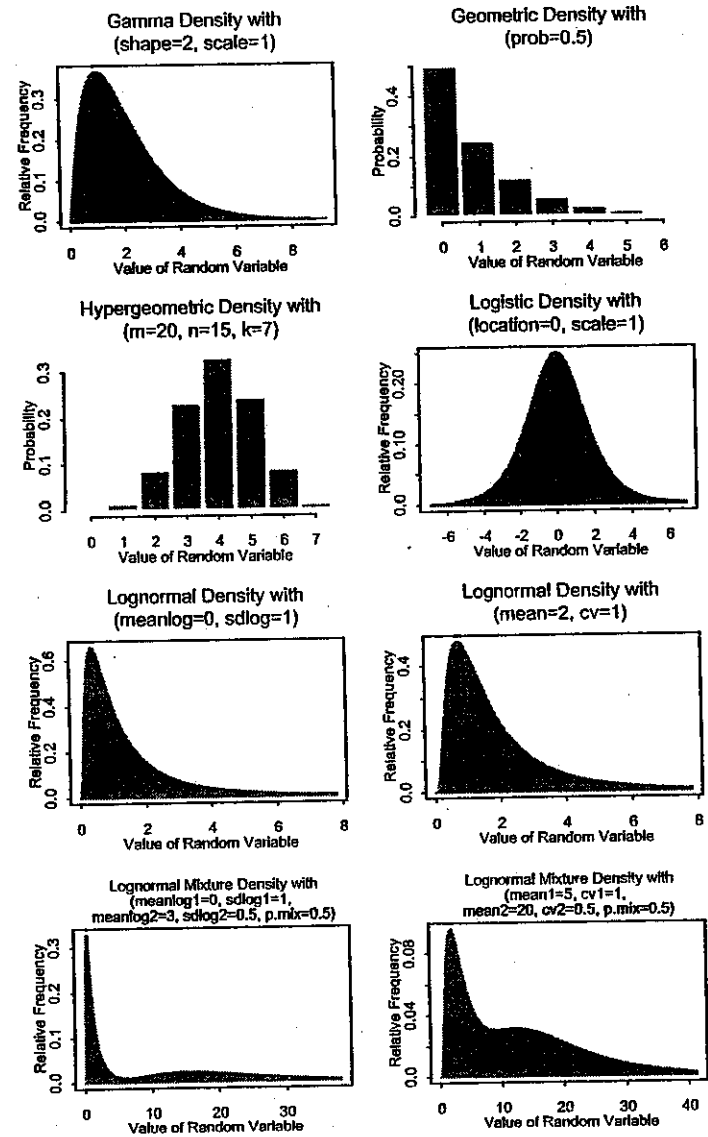 Gamma Density with
(shape=2, scale=1)
Relative Frequency
0.0 0.1 0.2 0.3
0 2 4 6 8
Value of Random Variable
Geometric Density with
(prob=0.5)
Probability
0.0 0.2 0.4
0 1 2 3 4 5 6
Value of Random Variable
Hypergeometric Density with
(m=20, n=15, k=7)
Probability
0.0 0.1 0.2 0.3
0 1 2 3 4 5 6 7
Value of Random Variable
Logistic Density with
(location=0, scale=1)
Relative Frequency
0.0 0.10 0.20
-6 -4 -2 0 2 4 6
Value of Random Variable
Lognormal Density with
(meanlog=0, sdlog=1)
Relative Frequency
0.0 0.2 0.4 0.6
0 2 4 6 8
Value of Random Variable
Lognormal Density with
(mean=2, cv=1)
Relative Frequency
0.0 0.2 0.4
0 2 4 6 8
Value of Random Variable
Lognormal Mixture Density with
(meanlog1=0, sdlog1=1,
meanlog2=3, sdlog2=0.5, p.mix=0.5)
Relative Frequency
0.0 0.1 0.2 0.3
0 10 20 30
Value of Random Variable
Lognormal Mixture Density with
(mean1=5, cv1=1,
mean2=20, cv2=0.5, p.mix=0.5)
Relative Frequency
0.0 0.04 0.08
0 10 20 30 40
Value of Random Variable